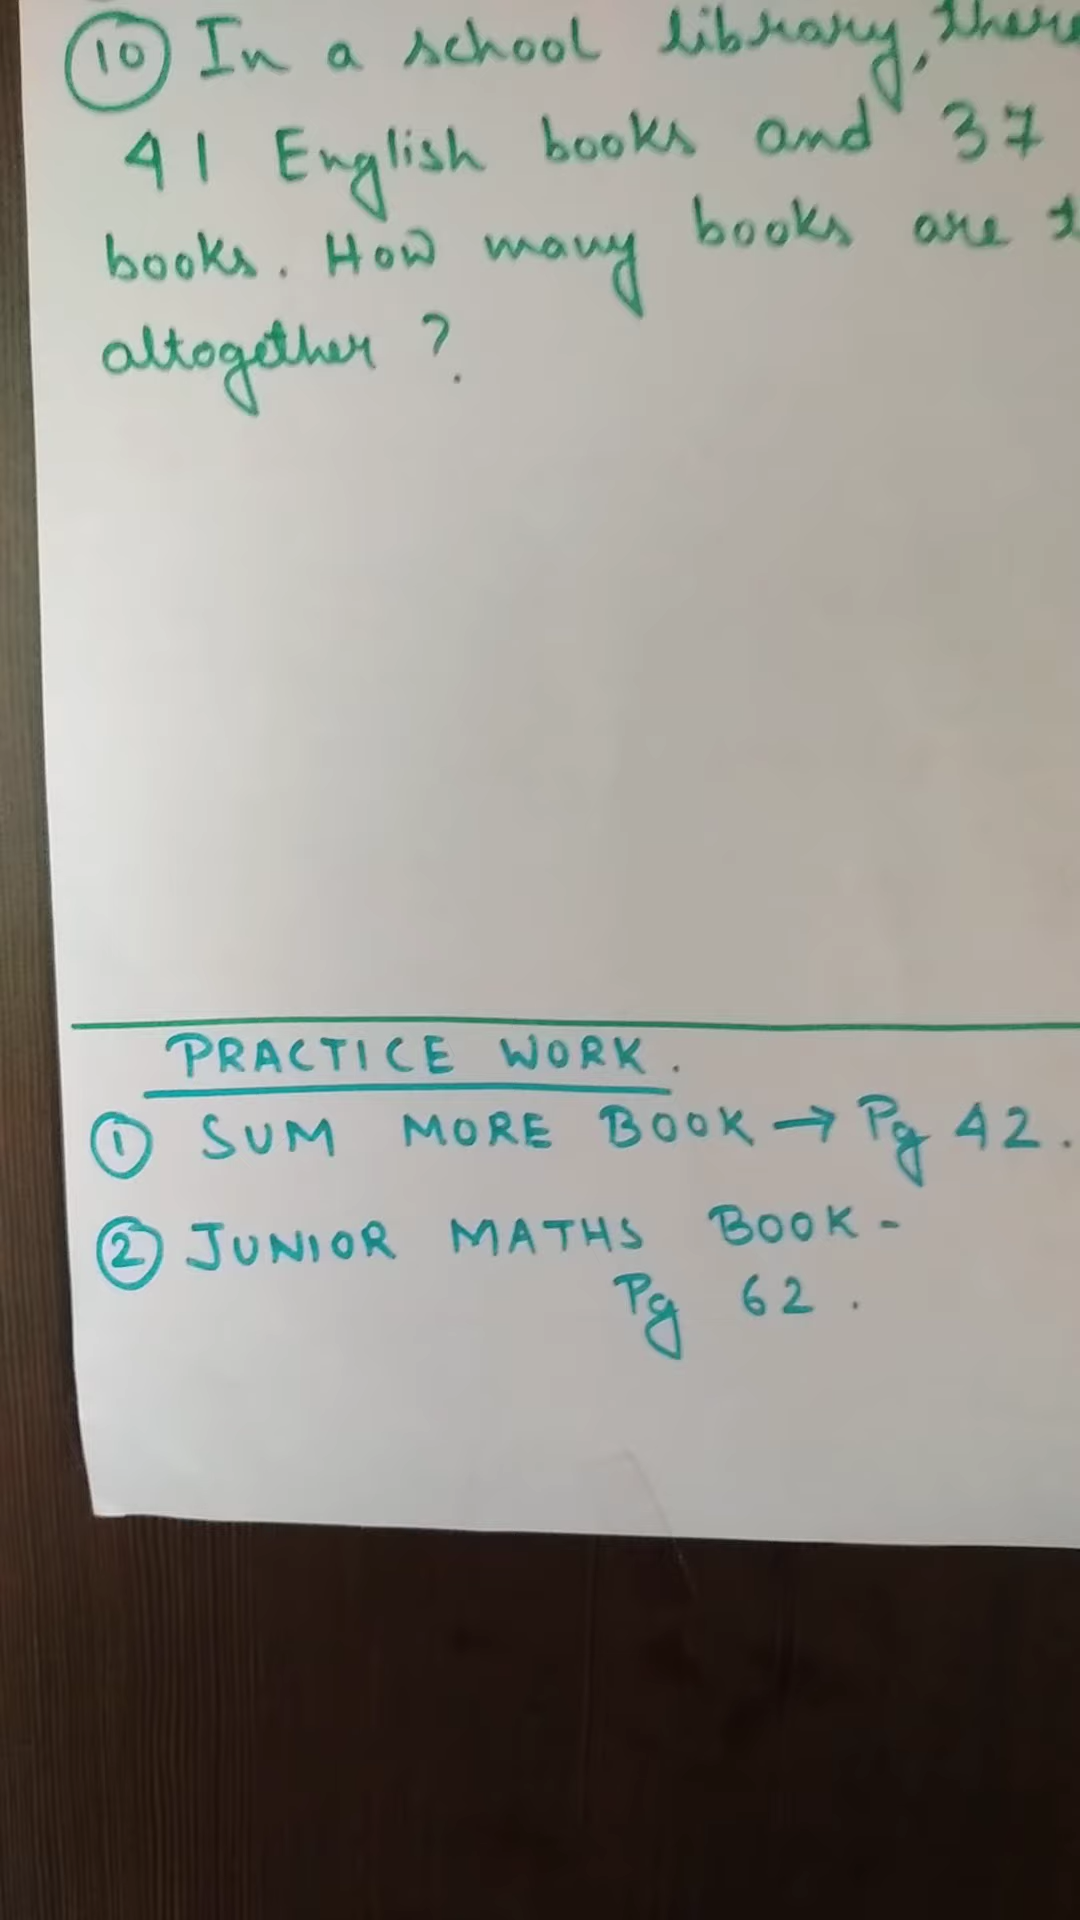 10 In a school library, there
41 English books and 37
books. How many books are
altogether ?
PRACTICE WORK.
1 SUM MORE BOOK → Pg 42.
2 JUNIOR MATHS BOOK -
Pg 62.